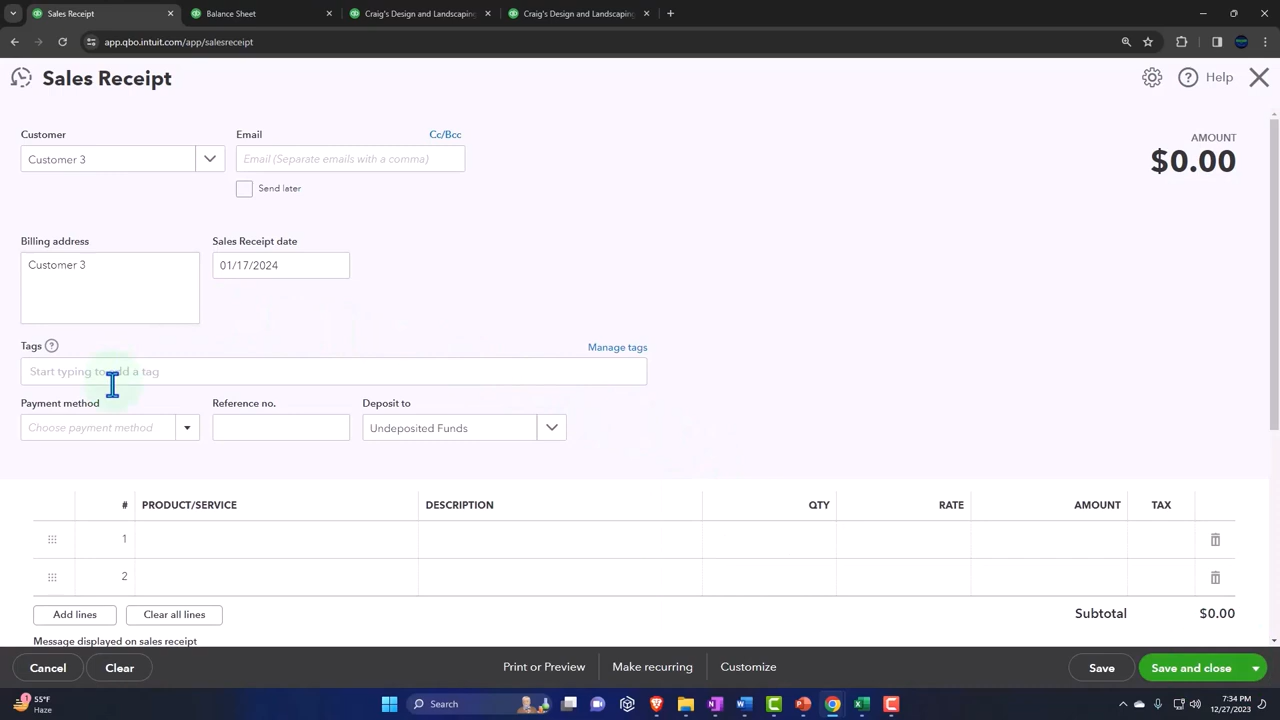 Sales Receipt
Balance Sheet
Craig's Design and Landscaping
Craig's Design and Landscaping
app.qbo.intuit.com/app/salesreceipt
Sales Receipt
Help
Customer
Email
Cc/Bcc
AMOUNT
Customer 3
Email (Separate emails with a comma)
$0.00
Send later
Billing address
Sales Receipt date
Customer 3
01/17/2024
Tags
Manage tags
Start typing to add a tag
Payment method
Reference no.
Deposit to
Choose payment method
Undeposited Funds
# PRODUCT/SERVICE DESCRIPTION QTY RATE AMOUNT TAX
1
2
Add lines
Clear all lines
Subtotal
$0.00
Message displayed on sales receipt
Cancel
Clear
Print or Preview
Make recurring
Customize
Save
Save and close
1
55°F
Haze
Search
7:34 PM
12/27/2023